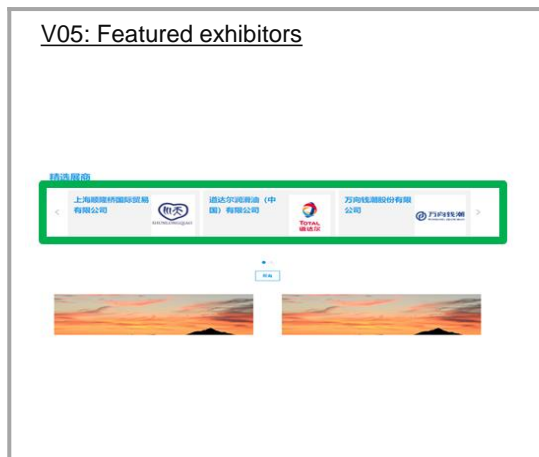 V05: Featured exhibitors
精选展商
上海顺隆桥国际贸易
有限公司
道达尔润滑油（中
国）有限公司
TOTAL
道达尔
万向钱潮股份有限
公司
万向钱潮